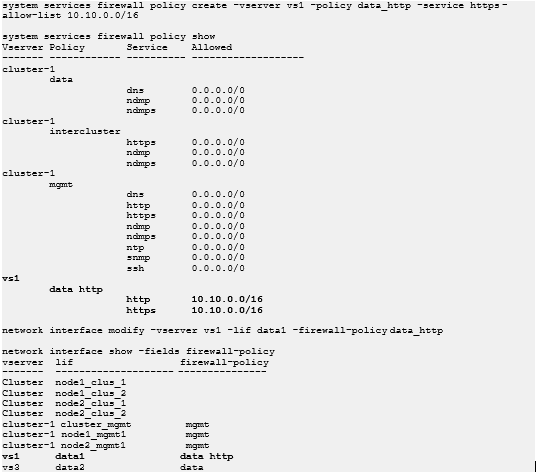 system services firewall policy create -vserver vs1 -policy data_http -service https-
allow-list 10.10.0.0/16
system services firewall policy show
Vserver Policy Service Allowed
------- ------------ ---------- -------------------
cluster-1
data
dns 0.0.0.0/0
ndmp 0.0.0.0/0
ndmps 0.0.0.0/0
cluster-1
intercluster
https 0.0.0.0/0
ndmp 0.0.0.0/0
ndmps 0.0.0.0/0
cluster-1
mgmt
dns 0.0.0.0/0
http 0.0.0.0/0
https 0.0.0.0/0
ndmp 0.0.0.0/0
ndmps 0.0.0.0/0
ntp 0.0.0.0/0
snmp 0.0.0.0/0
ssh 0.0.0.0/0
vs1
data http
http 10.10.0.0/16
https 10.10.0.0/16
network interface modify -vserver vs1 -lif data1 -firewall-policy data_http
network interface show -fields firewall-policy
vserver lif firewall-policy
------- -------------------- ---------------
Cluster node1_clus_1
Cluster node1_clus_2
Cluster node2_clus_1
Cluster node2_clus_2
cluster-1 cluster_mgmt mgmt
cluster-1 node1_mgmt1 mgmt
cluster-1 node2_mgmt1 mgmt
vs1 data1 data http
vs3 data2 data